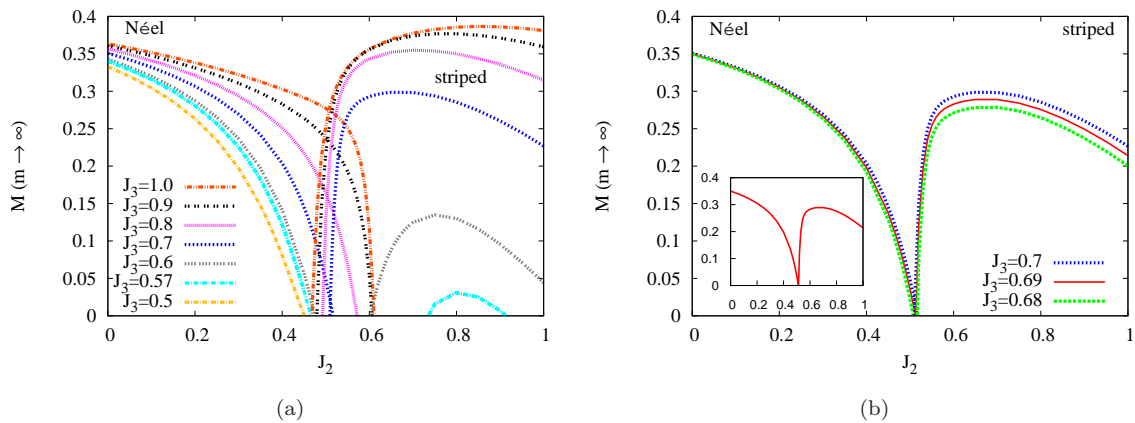 0.4
0.35
0.3
0.25
0.2
0.15
0.1
0.05
0
M (m → ∞)
Néel
striped
J₃=1.0
J₃=0.9
J₃=0.8
J₃=0.7
J₃=0.6
J₃=0.57
J₃=0.5
0 0.2 0.4 0.6 0.8 1
J₂
(a)
0.4
0.35
0.3
0.25
0.2
0.15
0.1
0.05
0
M (m → ∞)
Néel
striped
0.4
0.3
0.2
0.1
0
0 0.2 0.4 0.6 0.8 1
J₃=0.7
J₃=0.69
J₃=0.68
0 0.2 0.4 0.6 0.8 1
J₂
(b)